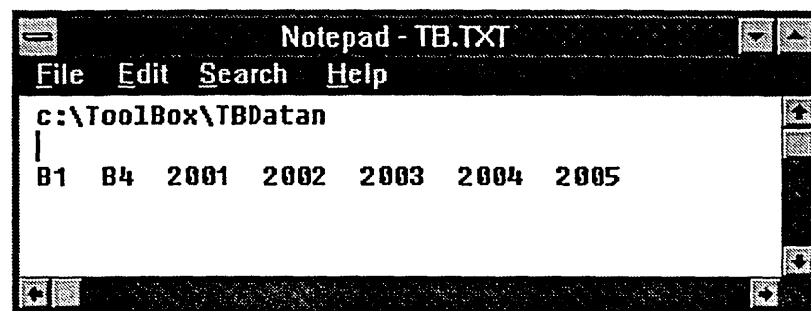 Notepad - TB.TXT
File Edit Search Help
c:\ToolBox\TBDatan
B1 B4 2001 2002 2003 2004 2005